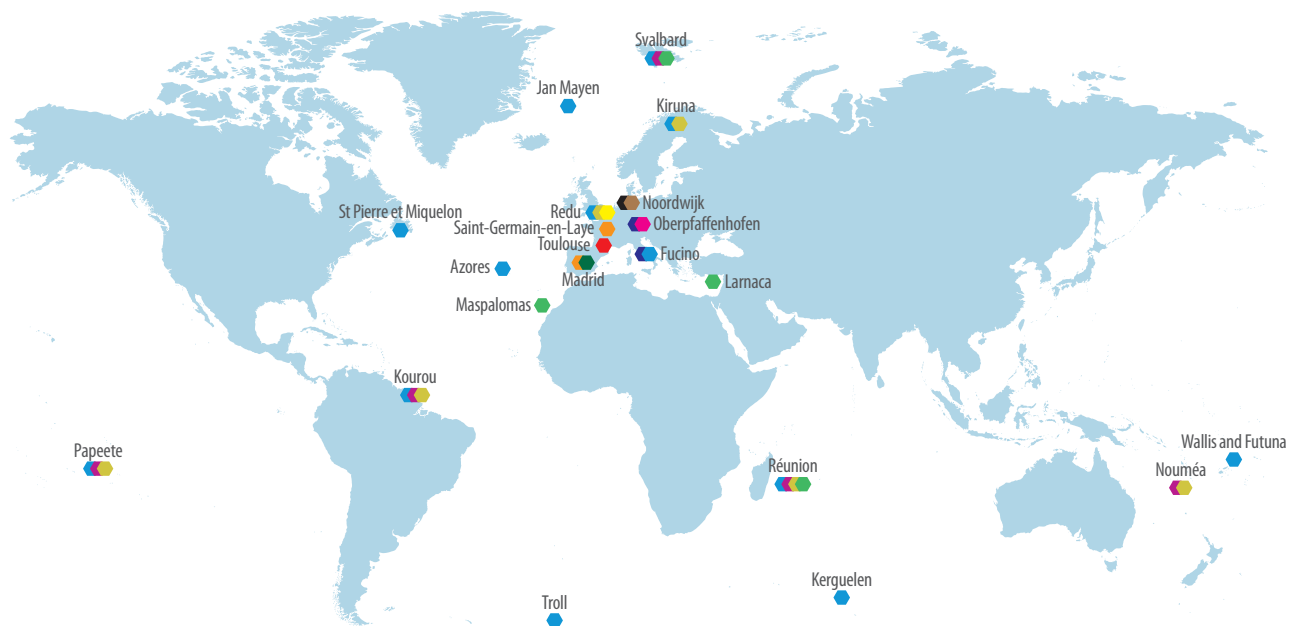 Svalbard
Jan Mayen
Kiruna
Noordwijk
St Pierre et Miquelon
Redu
Oberpfaffenhofen
Saint-Germain-en-Laye
Toulouse
Fucino
Azores
Madrid
Larnaca
Maspalomas
Kourou
Papeete
Wallis and Futuna
Réunion
Nouméa
Kerguelen
Troll